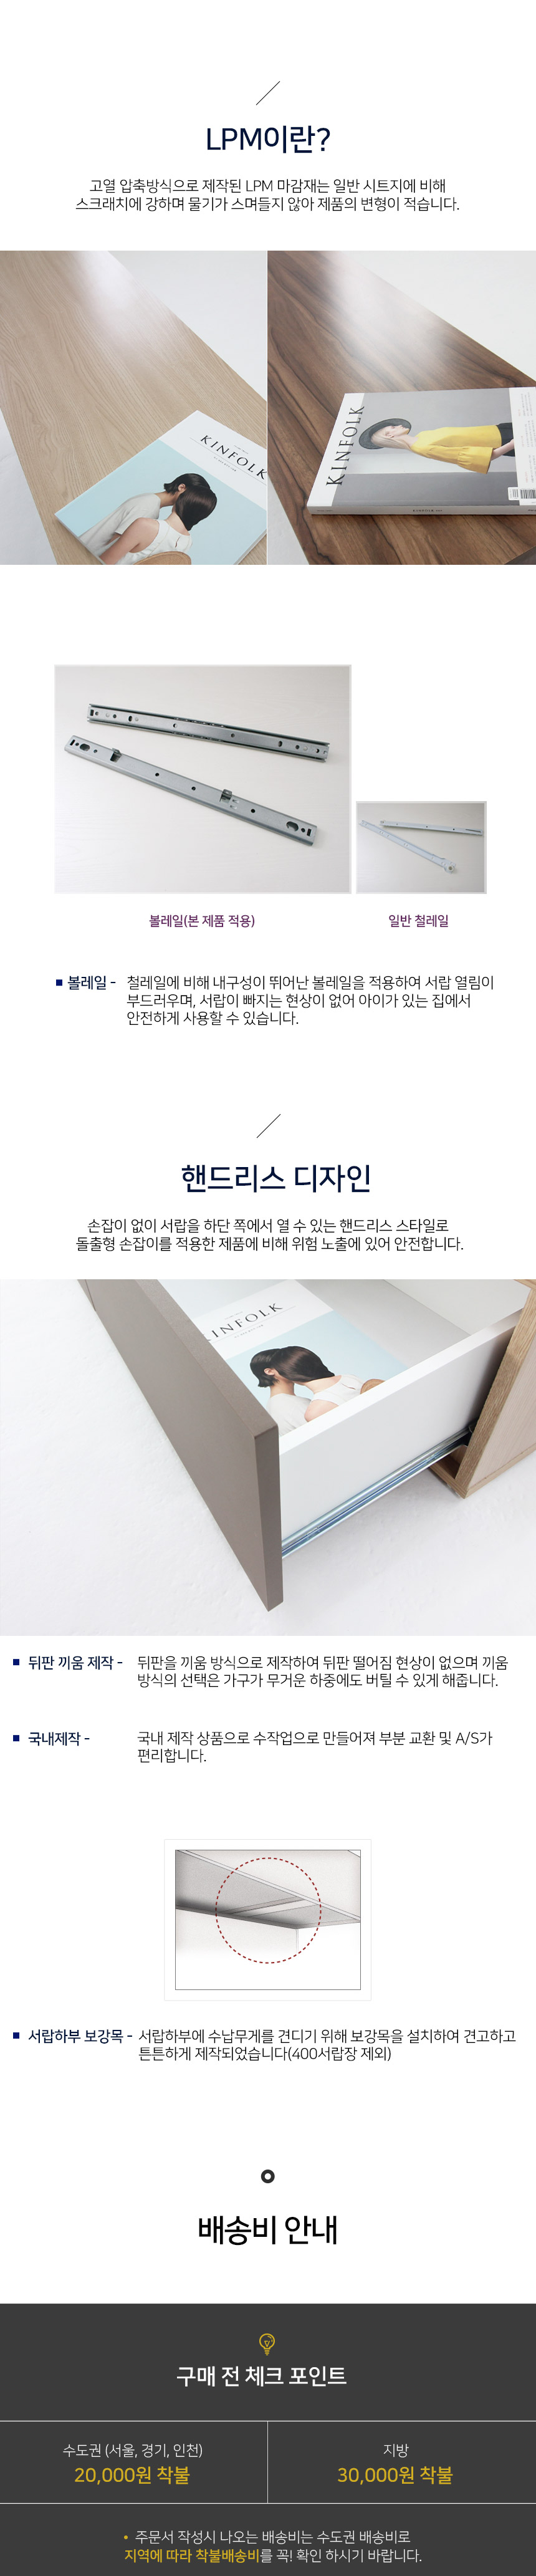 LPM이란?
고열 압축방식으로 제작된 LPM 마감재는 일반 시트지에 비해
스크래치에 강하며 물기가 스며들지 않아 제품의 변형이 적습니다.
KINFOLK
KINFOLK
볼레일(본 제품 적용)
일반 철레일
■ 볼레일 - 철레일에 비해 내구성이 뛰어난 볼레일을 적용하여 서랍 열림이
부드러우며, 서랍이 빠지는 현상이 없어 아이가 있는 집에서
안전하게 사용할 수 있습니다.
핸드리스 디자인
손잡이 없이 서랍을 하단 쪽에서 열 수 있는 핸드리스 스타일로
돌출형 손잡이를 적용한 제품에 비해 위험 노출에 있어 안전합니다.
INFOLK
■ 뒤판 끼움 제작 - 뒤판을 끼움 방식으로 제작하여 뒤판 떨어짐 현상이 없으며 끼움
방식의 선택은 가구가 무거운 하중에도 버틸 수 있게 해줍니다.
■ 국내제작 - 국내 제작 상품으로 수작업으로 만들어져 부분 교환 및 A/S가
편리합니다.
■ 서랍하부 보강목 - 서랍하부에 수납무게를 견디기 위해 보강목을 설치하여 견고하고
튼튼하게 제작되었습니다(400서랍장 제외)
배송비 안내
구매 전 체크 포인트
수도권 (서울, 경기, 인천)
20,000원 착불
지방
30,000원 착불
• 주문서 작성시 나오는 배송비는 수도권 배송비로
지역에 따라 착불배송비를 꼭! 확인 하시기 바랍니다.